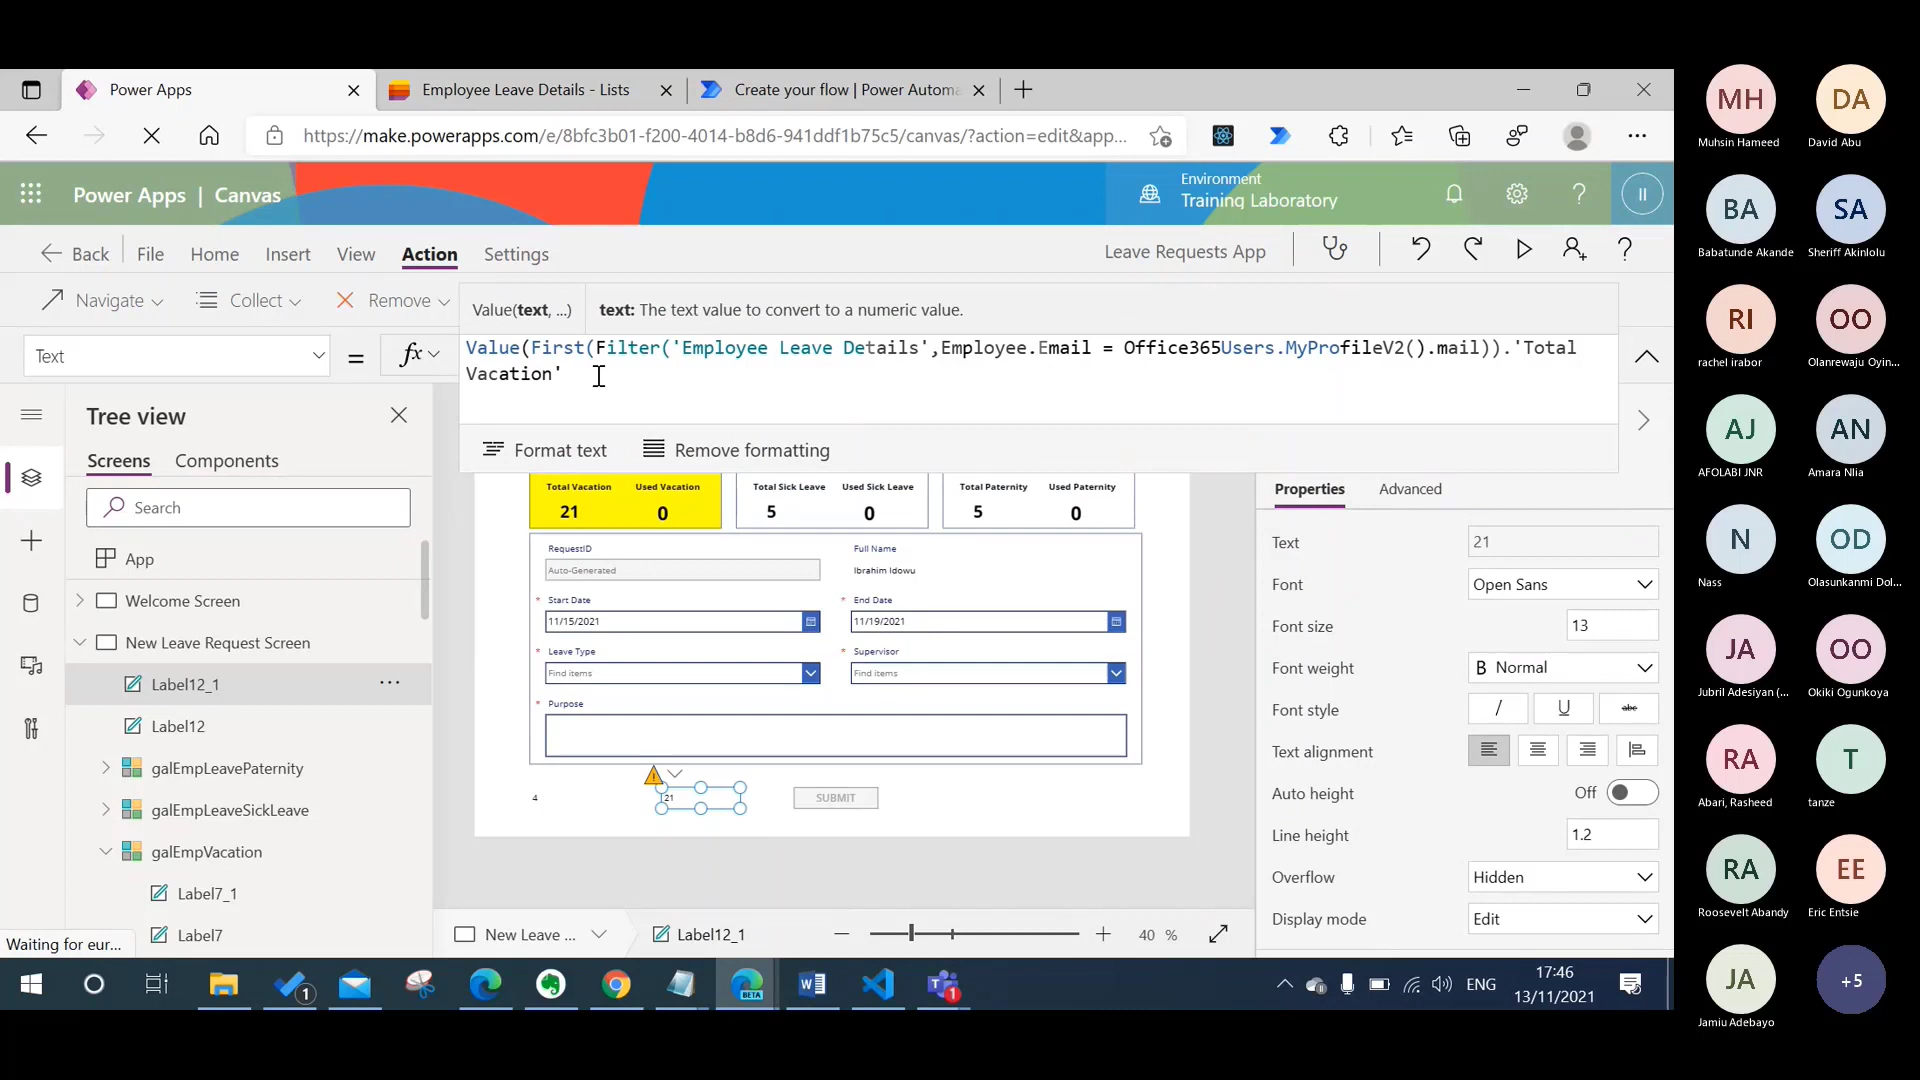 Power Apps
Employee Leave Details - Lists
Create your flow | Power Automa
https://make.powerapps.com/e/8bfc3b01-f200-4014-b8d6-941ddf1b75c5/canvas/?action=edit&app...
Power Apps | Canvas
Environment
Training Laboratory
II
Back
File
Home
Insert
View
Action
Settings
Leave Requests App
Navigate
Collect
Remove
Value(text, ...)
text: The text value to convert to a numeric value.
Text
=
fx
Value(First(Filter('Employee Leave Details',Employee.Email = Office365Users.MyProfileV2().mail)).'Total
Vacation'
Format text
Remove formatting
Tree view
Screens
Components
Search
App
Welcome Screen
New Leave Request Screen
Label12_1
Label12
galEmpLeavePaternity
galEmpLeaveSickLeave
galEmpVacation
Label7_1
Label7
Waiting for eur...
Total Vacation
Used Vacation
21
0
Total Sick Leave
Used Sick Leave
5
0
Total Paternity
Used Paternity
5
0
RequestID
Auto-Generated
Full Name
Ibrahim Idowu
* Start Date
11/15/2021
* End Date
11/19/2021
* Leave Type
Find items
* Supervisor
Find items
* Purpose
4
21
SUBMIT
New Leave ...
Label12_1
40 %
Properties
Advanced
Text
21
Font
Open Sans
Font size
13
Font weight
B Normal
Font style
/
U
abc
Text alignment
Auto height
Off
Line height
1.2
Overflow
Hidden
Display mode
Edit
1
BETA
1
ENG
17:46
13/11/2021
MH
Muhsin Hameed
DA
David Abu
BA
Babatunde Akande
SA
Sheriff Akinlolu
RI
rachel irabor
OO
Olanrewaju Oyin...
AJ
AFOLABI JNR
AN
Amara Nlia
N
Nass
OD
Olasunkanmi Dol...
JA
Jubril Adesiyan (...
OO
Okiki Ogunkoya
RA
Abari, Rasheed
T
tanze
RA
Roosevelt Abandy
EE
Eric Entsie
JA
Jamiu Adebayo
+5